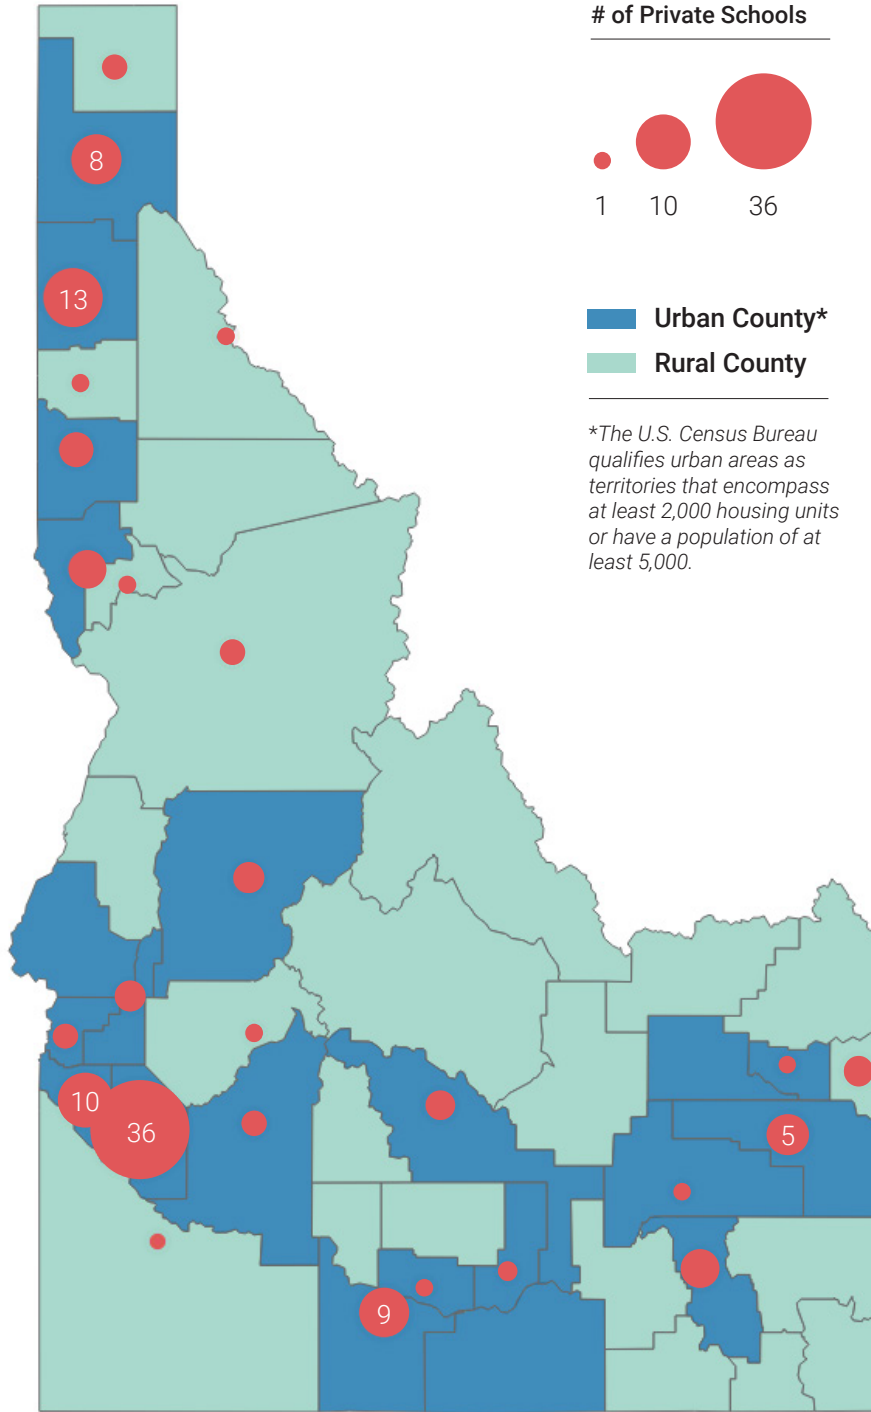 # of Private Schools
1 10 36
Urban County*
Rural County
*The U.S. Census Bureau
qualifies urban areas as
territories that encompass
at least 2,000 housing units
or have a population of at
least 5,000.
8
13
10
36
5
9